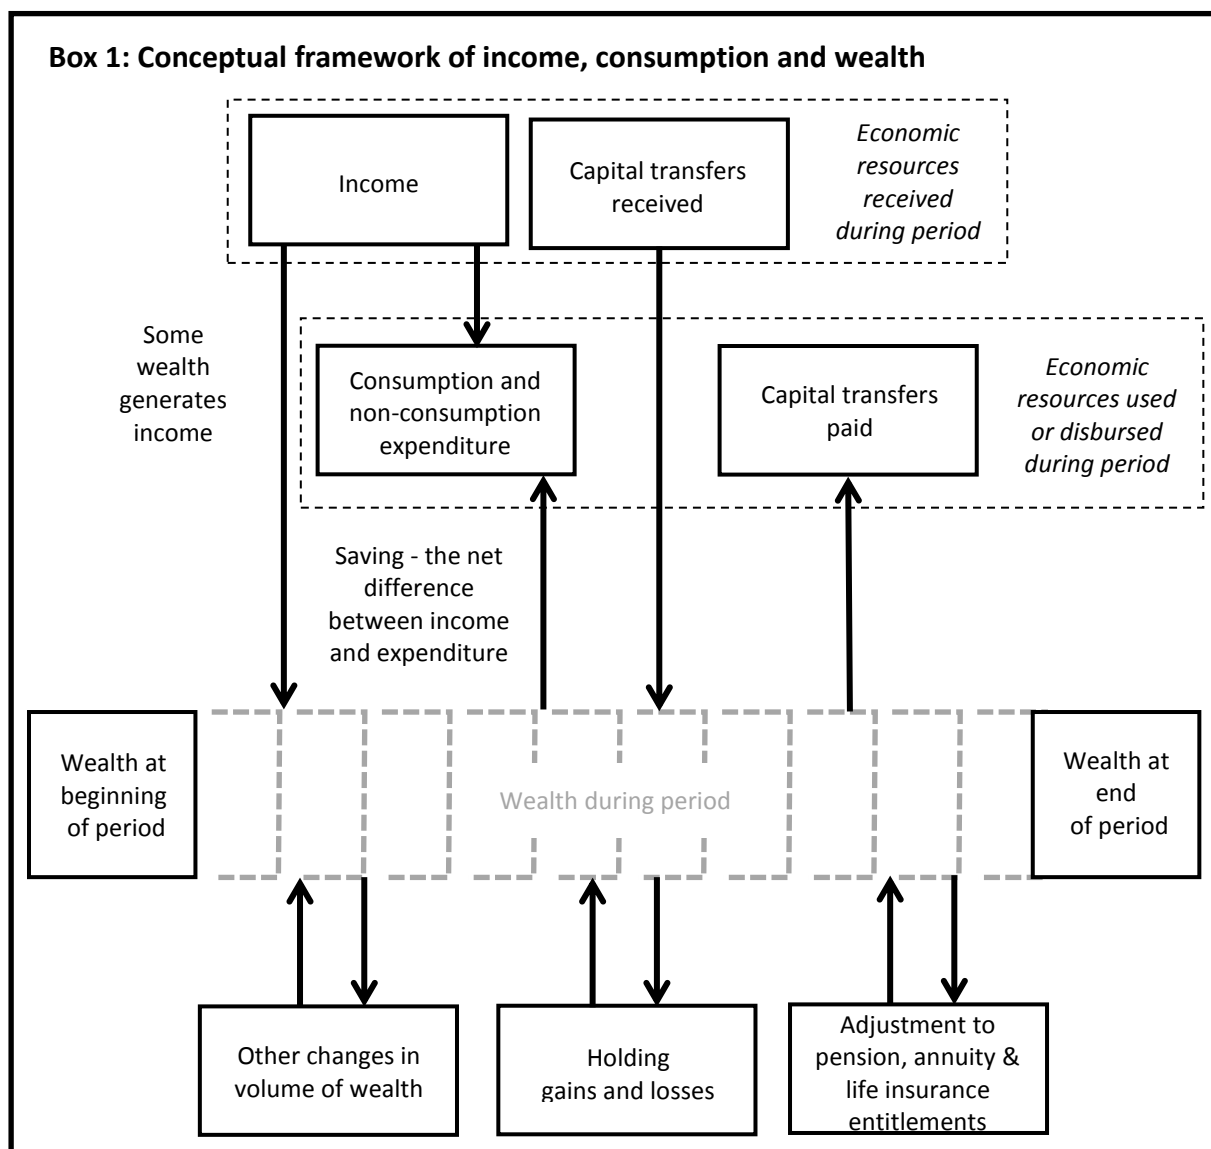 Box 1: Conceptual framework of income, consumption and wealth
Income
Capital transfers
received
Economic
resources
received
during period
Some
wealth
generates
income
Consumption and
non-consumption
expenditure
Capital transfers
paid
Economic
resources used
or disbursed
during period
Saving - the net
difference
between income
and expenditure
Wealth at
beginning
of period
Wealth during period
Wealth at
end
of period
Other changes in
volume of wealth
Holding
gains and losses
Adjustment to
pension, annuity &
life insurance
entitlements